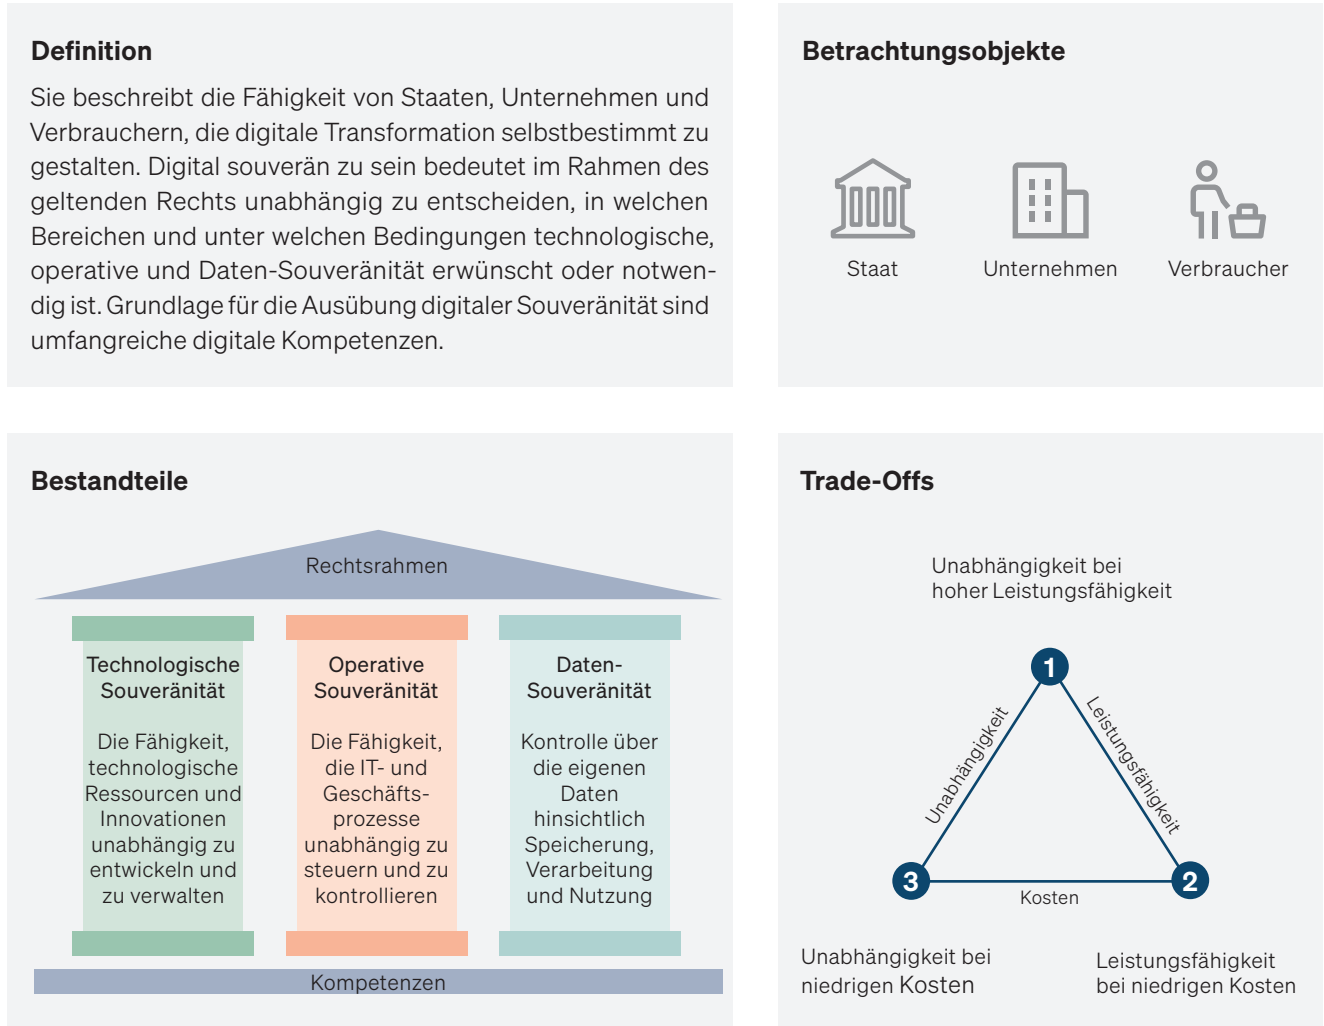 Definition
Sie beschreibt die Fähigkeit von Staaten, Unternehmen und
Verbrauchern, die digitale Transformation selbstbestimmt zu
gestalten. Digital souverän zu sein bedeutet im Rahmen des
geltenden Rechts unabhängig zu entscheiden, in welchen
Bereichen und unter welchen Bedingungen technologische,
operative und Daten-Souveränität erwünscht oder notwen-
dig ist. Grundlage für die Ausübung digitaler Souveränität sind
umfangreiche digitale Kompetenzen.
Betrachtungsobjekte
Staat
Unternehmen
Verbraucher
Bestandteile
Rechtsrahmen
Technologische
Souveränität
Die Fähigkeit,
technologische
Ressourcen und
Innovationen
unabhängig zu
entwickeln und
zu verwalten
Operative
Souveränität
Die Fähigkeit,
die IT- und
Geschäfts-
prozesse
unabhängig zu
steuern und zu
kontrollieren
Daten-
Souveränität
Kontrolle über
die eigenen
Daten
hinsichtlich
Speicherung,
Verarbeitung
und Nutzung
Kompetenzen
Trade-Offs
Unabhängigkeit bei
hoher Leistungsfähigkeit
1
Unabhängigkeit
Leistungsfähigkeit
3
2
Kosten
Unabhängigkeit bei
niedrigen Kosten
Leistungsfähigkeit
bei niedrigen Kosten